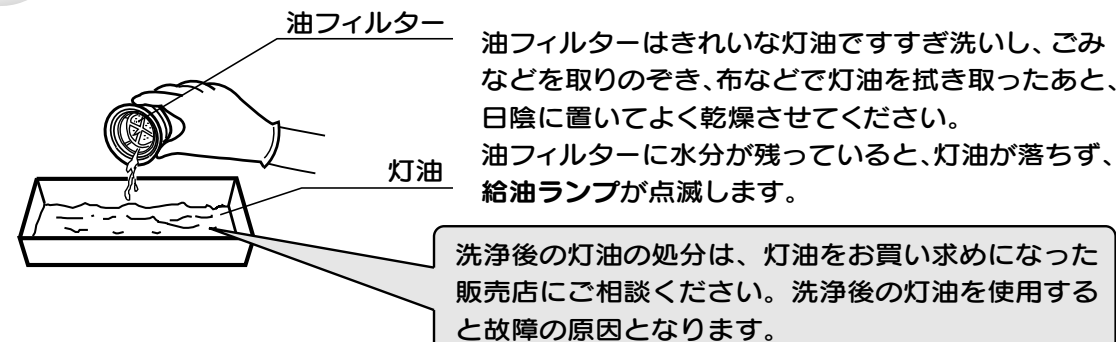 油フィルター
油フィルターはきれいな灯油ですすぎ洗いし、ごみ
などを取りのぞき、布などで灯油を拭き取ったあと、
日陰に置いてよく乾燥させてください。
油フィルターに水分が残っていると、灯油が落ちず、
給油ランプが点滅します。
灯油
洗浄後の灯油の処分は、灯油をお買い求めになった
販売店にご相談ください。洗浄後の灯油を使用する
と故障の原因となります。